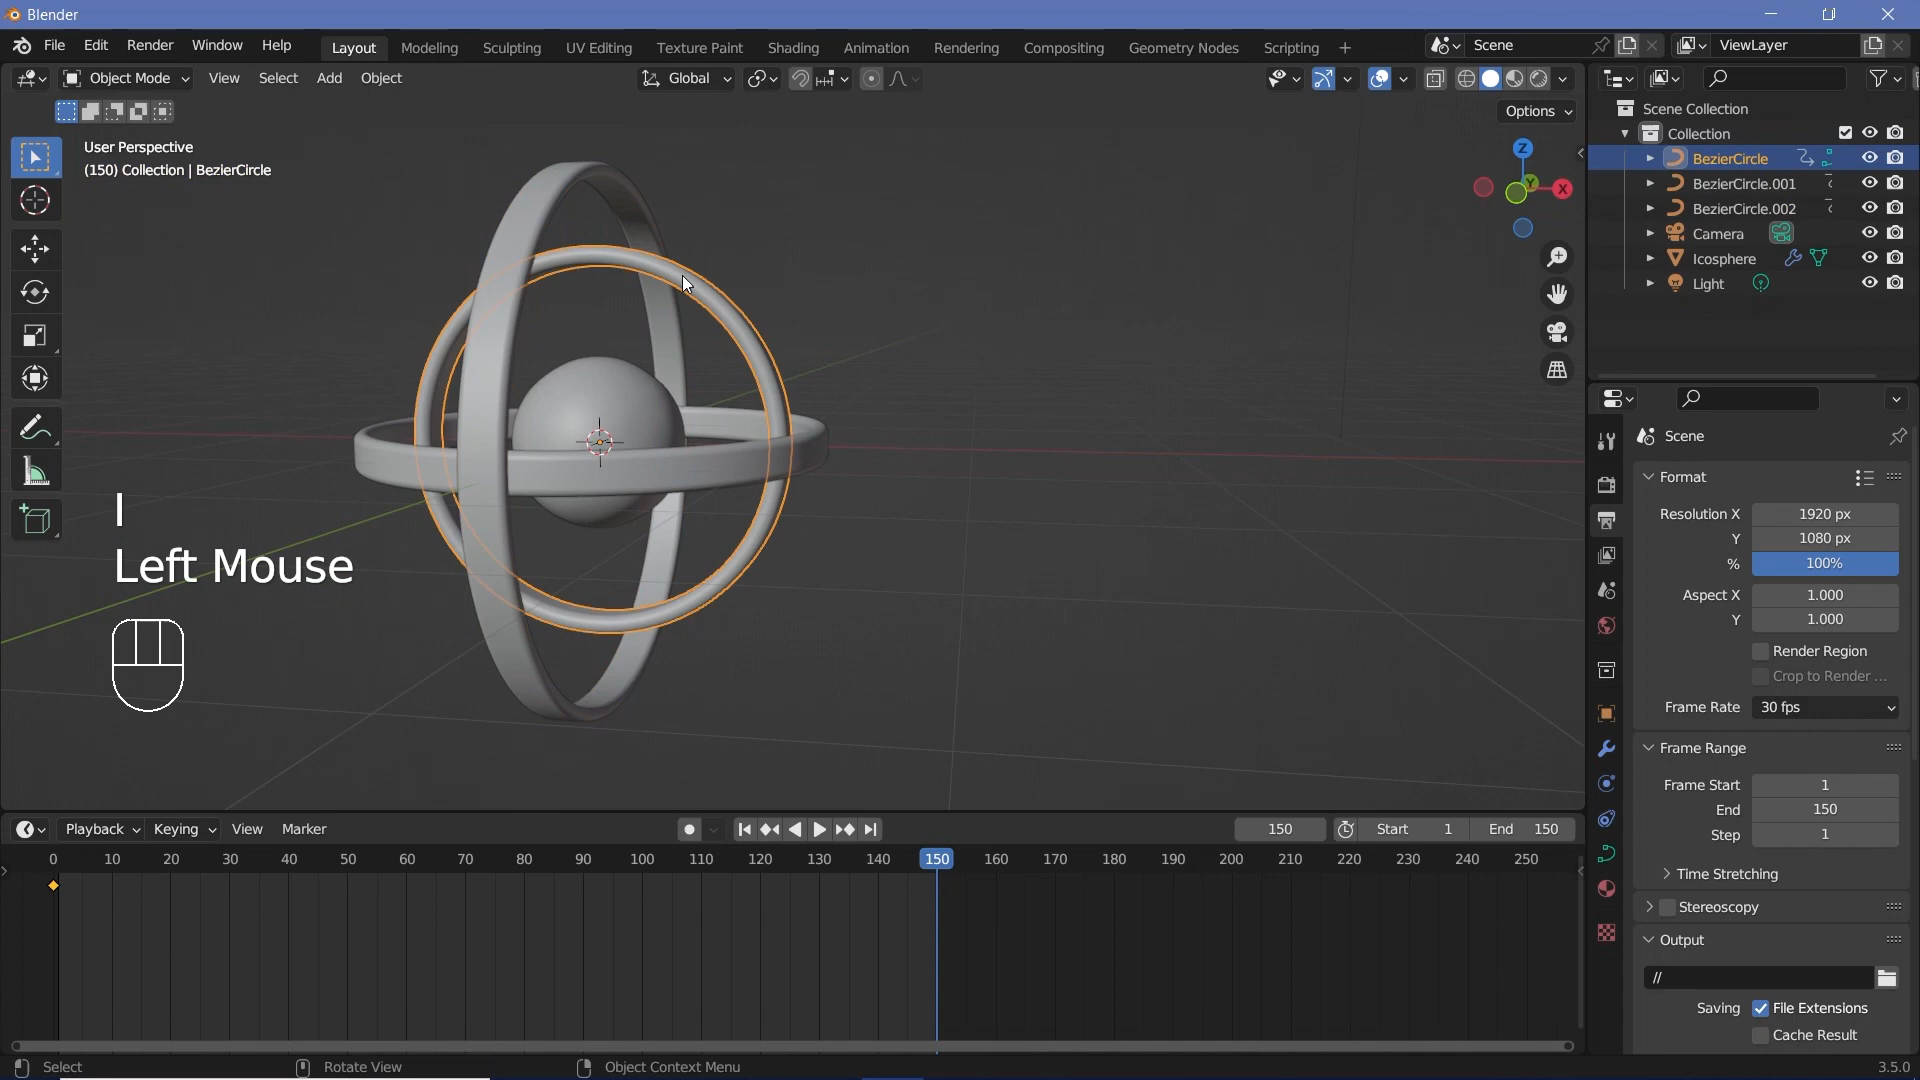 Blender
File Edit Render Window Help Layout Modeling Sculpting UV Editing Texture Paint Shading Animation Rendering Compositing Geometry Nodes Scripting + Scene ViewLayer
Object Mode View Select Add Object Global
Options
User Perspective
(150) Collection | BezierCircle
Z
Y
X
Scene Collection
Collection
BezierCircle
BezierCircle.001
BezierCircle.002
Camera
Icosphere
Light
I
Left Mouse
Scene
Format
Resolution X 1920 px
Y 1080 px
% 100%
Aspect X 1.000
Y 1.000
Render Region
Crop to Render ...
Frame Rate 30 fps
Frame Range
Frame Start 1
End 150
Step 1
Time Stretching
Stereoscopy
Output
//
Saving File Extensions
Cache Result
Playback Keying View Marker 150 Start 1 End 150
0 10 20 30 40 50 60 70 80 90 100 110 120 130 140 150 160 170 180 190 200 210 220 230 240 250
Select Rotate View Object Context Menu 3.5.0